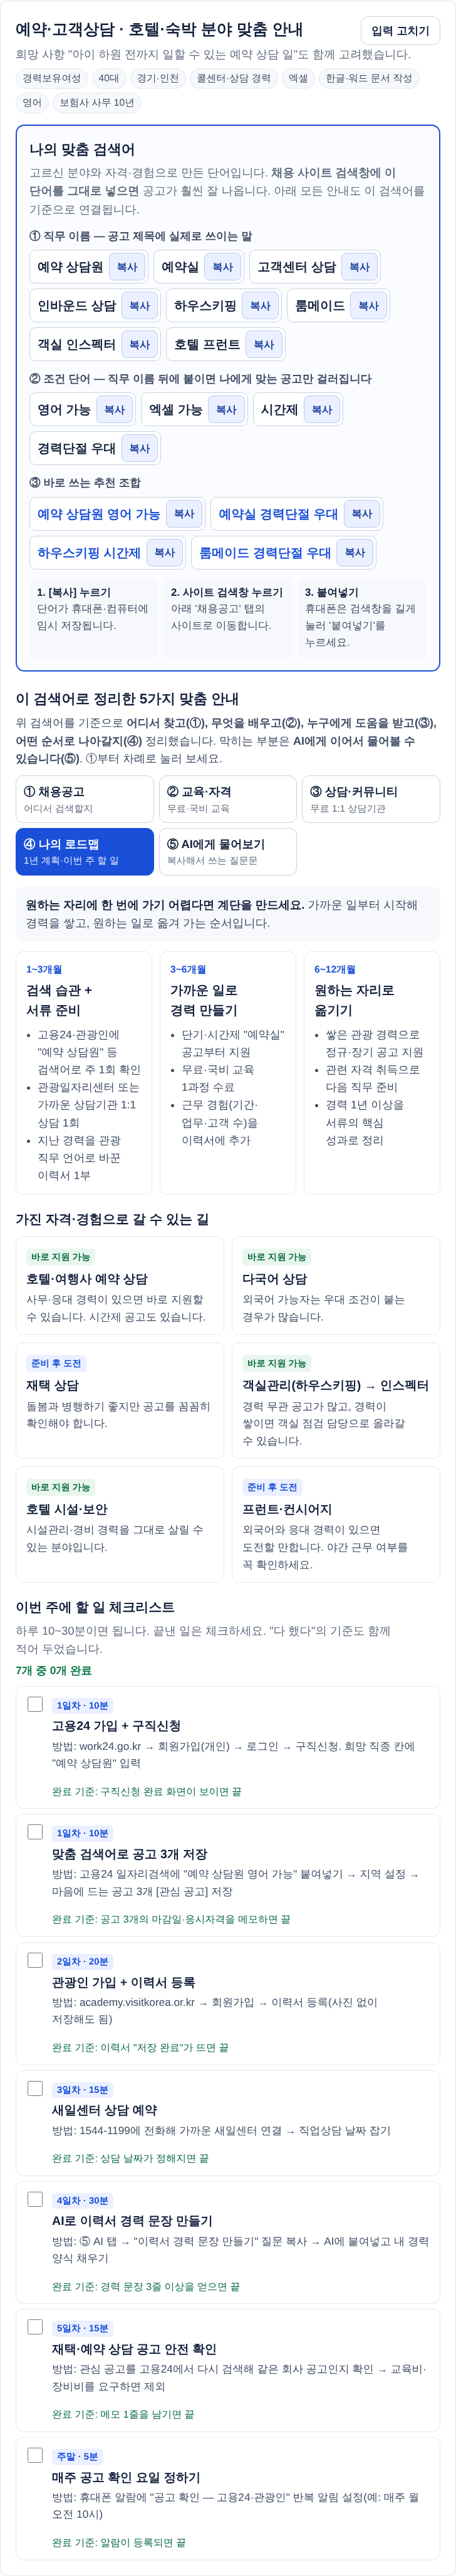 예약·고객상담 · 호텔·숙박 분야 맞춤 안내
입력 고치기
희망 사항 "아이 하원 전까지 일할 수 있는 예약 상담 일"도 함께 고려했습니다.
경력보유여성 40대 경기·인천 콜센터·상담 경력 엑셀 한글·워드 문서 작성
영어 보험사 사무 10년
나의 맞춤 검색어
고르신 분야와 자격·경험으로 만든 단어입니다. 채용 사이트 검색창에 이
단어를 그대로 넣으면 공고가 훨씬 잘 나옵니다. 아래 모든 안내도 이 검색어를
기준으로 연결됩니다.
① 직무 이름 — 공고 제목에 실제로 쓰이는 말
예약 상담원 복사 예약실 복사 고객센터 상담 복사
인바운드 상담 복사 하우스키핑 복사 룸메이드 복사
객실 인스펙터 복사 호텔 프런트 복사
② 조건 단어 — 직무 이름 뒤에 붙이면 나에게 맞는 공고만 걸러집니다
영어 가능 복사 엑셀 가능 복사 시간제 복사
경력단절 우대 복사
③ 바로 쓰는 추천 조합
예약 상담원 영어 가능 복사 예약실 경력단절 우대 복사
하우스키핑 시간제 복사 룸메이드 경력단절 우대 복사
1. [복사] 누르기
단어가 휴대폰·컴퓨터에
임시 저장됩니다.
2. 사이트 검색창 누르기
아래 '채용공고' 탭의
사이트로 이동합니다.
3. 붙여넣기
휴대폰은 검색창을 길게
눌러 '붙여넣기'를
누르세요.
이 검색어로 정리한 5가지 맞춤 안내
위 검색어를 기준으로 어디서 찾고(①), 무엇을 배우고(②), 누구에게 도움을 받고(③),
어떤 순서로 나아갈지(④) 정리했습니다. 막히는 부분은 AI에게 이어서 물어볼 수
있습니다(⑤). ①부터 차례로 눌러 보세요.
① 채용공고
어디서 검색할지
② 교육·자격
무료·국비 교육
③ 상담·커뮤니티
무료 1:1 상담기관
④ 나의 로드맵
1년 계획·이번 주 할 일
⑤ AI에게 물어보기
복사해서 쓰는 질문문
원하는 자리에 한 번에 가기 어렵다면 계단을 만드세요. 가까운 일부터 시작해
경력을 쌓고, 원하는 일로 옮겨 가는 순서입니다.
1~3개월
검색 습관 +
서류 준비
• 고용24·관광인에
"예약 상담원" 등
검색어로 주 1회 확인
• 관광일자리센터 또는
가까운 상담기관 1:1
상담 1회
• 지난 경력을 관광
직무 언어로 바꾼
이력서 1부
3~6개월
가까운 일로
경력 만들기
• 단기·시간제 "예약실"
공고부터 지원
• 무료·국비 교육
1과정 수료
• 근무 경험(기간·
업무·고객 수)을
이력서에 추가
6~12개월
원하는 자리로
옮기기
• 쌓은 관광 경력으로
정규·장기 공고 지원
• 관련 자격 취득으로
다음 직무 준비
• 경력 1년 이상을
서류의 핵심
성과로 정리
가진 자격·경험으로 갈 수 있는 길
바로 지원 가능
호텔·여행사 예약 상담
사무·응대 경력이 있으면 바로 지원할
수 있습니다. 시간제 공고도 있습니다.
바로 지원 가능
다국어 상담
외국어 가능자는 우대 조건이 붙는
경우가 많습니다.
준비 후 도전
재택 상담
돌봄과 병행하기 좋지만 공고를 꼼꼼히
확인해야 합니다.
바로 지원 가능
객실관리(하우스키핑) → 인스펙터
경력 무관 공고가 많고, 경력이
쌓이면 객실 점검 담당으로 올라갈
수 있습니다.
바로 지원 가능
호텔 시설·보안
시설관리·경비 경력을 그대로 살릴 수
있는 분야입니다.
준비 후 도전
프런트·컨시어지
외국어와 응대 경력이 있으면
도전할 만합니다. 야간 근무 여부를
꼭 확인하세요.
이번 주에 할 일 체크리스트
하루 10~30분이면 됩니다. 끝낸 일은 체크하세요. "다 했다"의 기준도 함께
적어 두었습니다.
7개 중 0개 완료
1일차 · 10분
고용24 가입 + 구직신청
방법: work24.go.kr → 회원가입(개인) → 로그인 → 구직신청. 희망 직종 칸에
"예약 상담원" 입력
완료 기준: 구직신청 완료 화면이 보이면 끝
1일차 · 10분
맞춤 검색어로 공고 3개 저장
방법: 고용24 일자리검색에 "예약 상담원 영어 가능" 붙여넣기 → 지역 설정 →
마음에 드는 공고 3개 [관심 공고] 저장
완료 기준: 공고 3개의 마감일·응시자격을 메모하면 끝
2일차 · 20분
관광인 가입 + 이력서 등록
방법: academy.visitkorea.or.kr → 회원가입 → 이력서 등록(사진 없이
저장해도 됨)
완료 기준: 이력서 "저장 완료"가 뜨면 끝
3일차 · 15분
새일센터 상담 예약
방법: 1544-1199에 전화해 가까운 새일센터 연결 → 직업상담 날짜 잡기
완료 기준: 상담 날짜가 정해지면 끝
4일차 · 30분
AI로 이력서 경력 문장 만들기
방법: ⑤ AI 탭 → "이력서 경력 문장 만들기" 질문 복사 → AI에 붙여넣고 내 경력
양식 채우기
완료 기준: 경력 문장 3줄 이상을 얻으면 끝
5일차 · 15분
재택·예약 상담 공고 안전 확인
방법: 관심 공고를 고용24에서 다시 검색해 같은 회사 공고인지 확인 → 교육비·
장비비를 요구하면 제외
완료 기준: 메모 1줄을 남기면 끝
주말 · 5분
매주 공고 확인 요일 정하기
방법: 휴대폰 알람에 "공고 확인 — 고용24·관광인" 반복 알림 설정(예: 매주 월
오전 10시)
완료 기준: 알람이 등록되면 끝